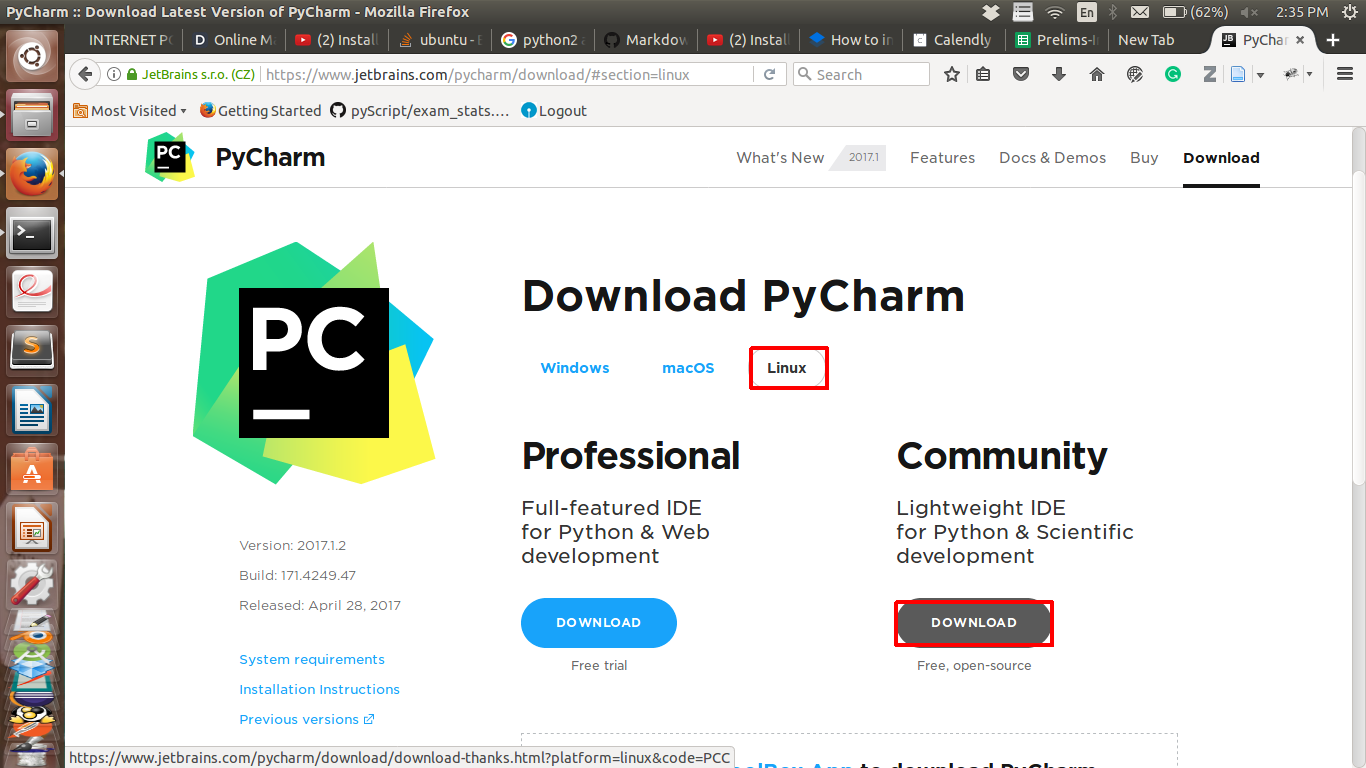 PyCharm :: Download Latest Version of PyCharm - Mozilla Firefox
En
(62%)
2:35 PM
INTERNET P
Online M
(2) Instal
ubuntu - E
python2 a
Markdow
(2) Instal
How to in
Calendly
Prelims-I
New Tab
PyChar
JetBrains s.r.o. (CZ)
https://www.jetbrains.com/pycharm/download/#section=linux
Search
Most Visited
Getting Started
pyScript/exam_stats....
Logout
PC
PyCharm
What's New
2017.1
Features
Docs & Demos
Buy
Download
PC
Download PyCharm
Windows
macOS
Linux
Professional
Community
Full-featured IDE
for Python & Web
development
Lightweight IDE
for Python & Scientific
development
Version: 2017.1.2
Build: 171.4249.47
Released: April 28, 2017
DOWNLOAD
DOWNLOAD
Free trial
Free, open-source
System requirements
Installation Instructions
Previous versions
https://www.jetbrains.com/pycharm/download/download-thanks.html?platform=linux&code=PCC
App to download PyCharm